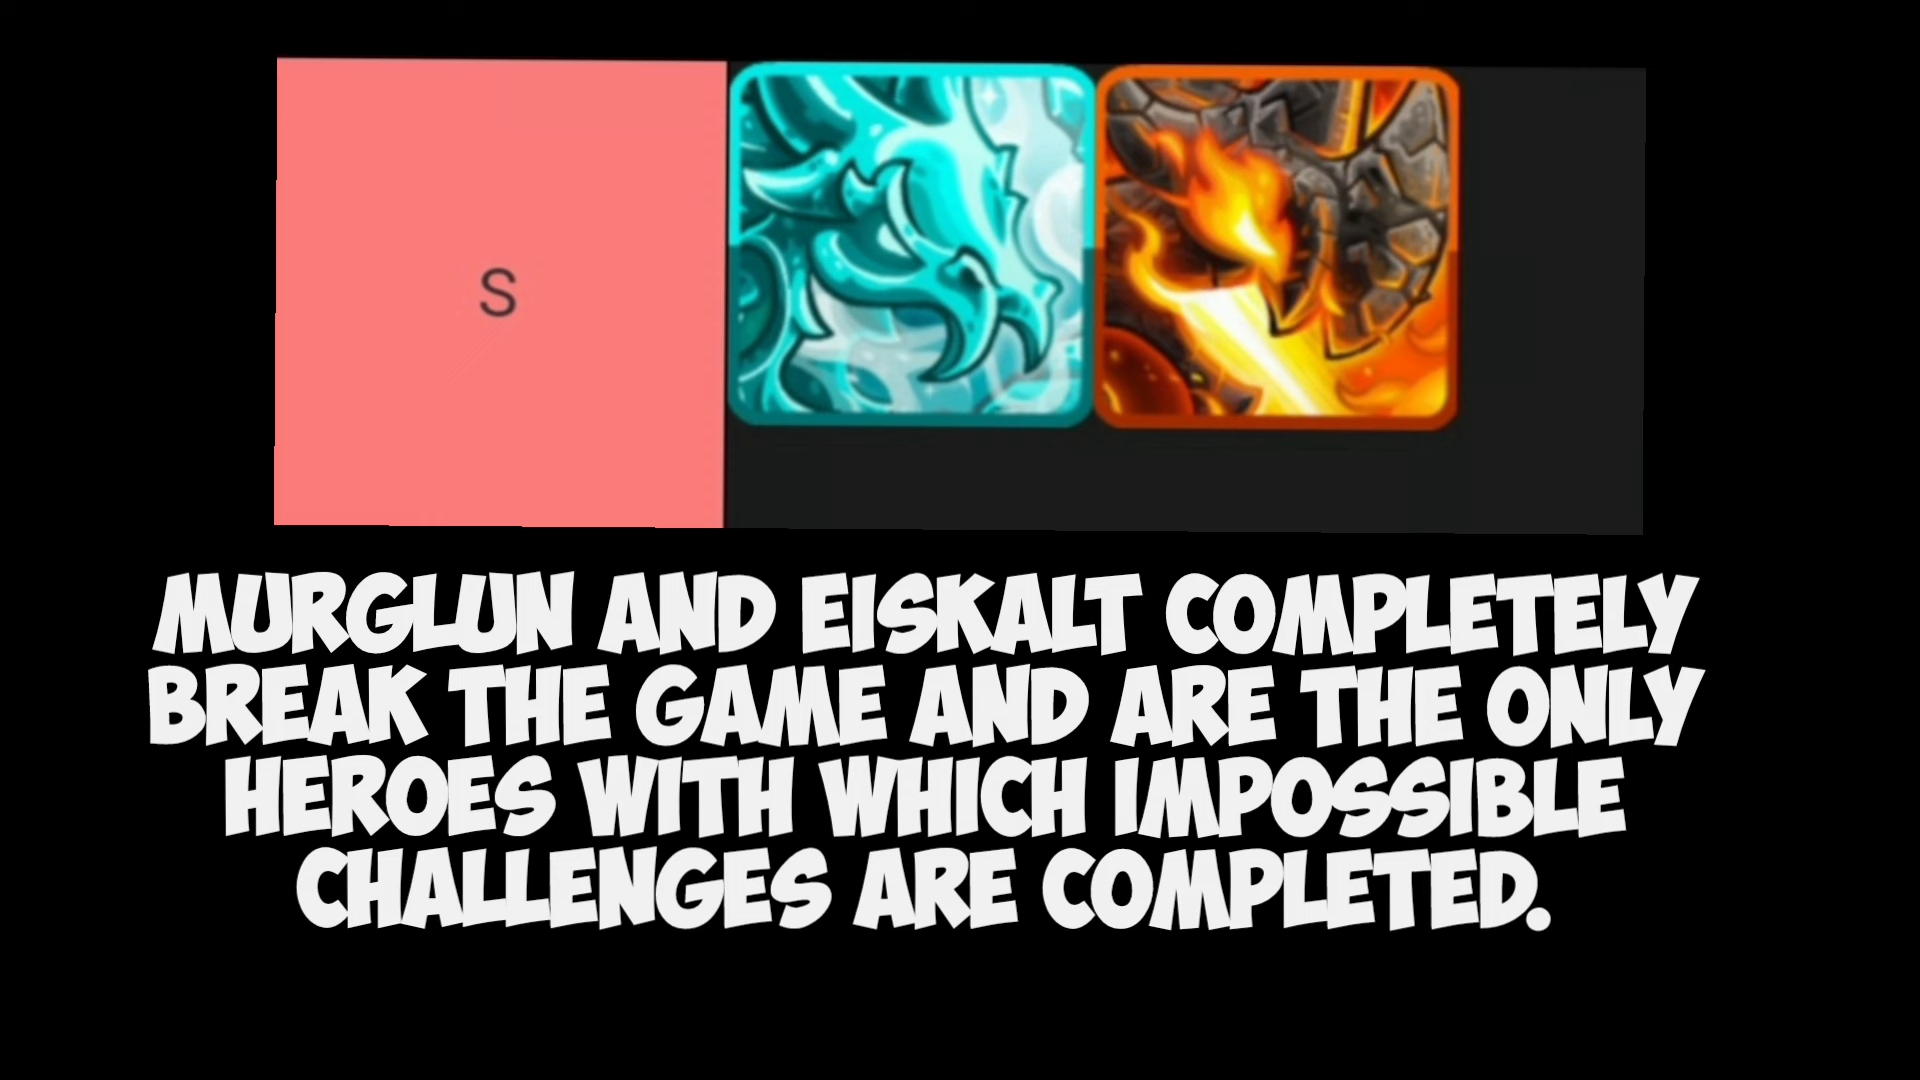 S
MURGLUN AND EISKALT COMPLETELY
BREAK THE GAME AND ARE THE ONLY
HEROES WITH WHICH IMPOSSIBLE
CHALLENGES ARE COMPLETED.